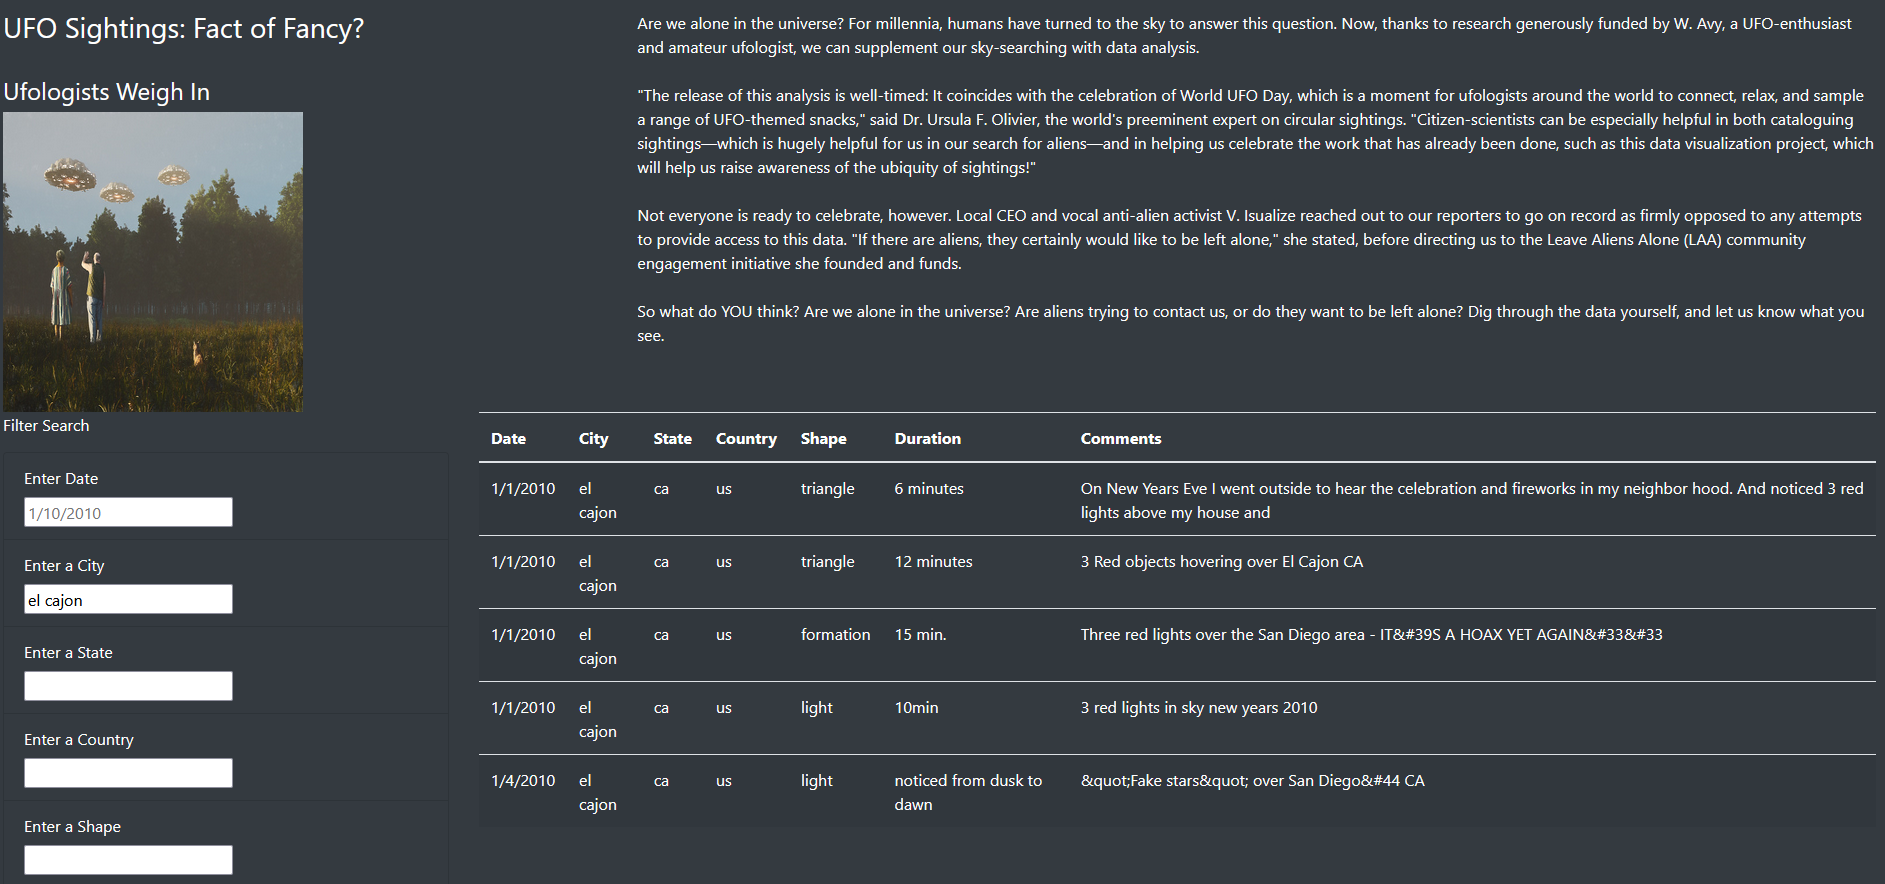 UFO Sightings: Fact of Fancy?
Ufologists Weigh In
Are we alone in the universe? For millennia, humans have turned to the sky to answer this question. Now, thanks to research generously funded by W. Avy, a UFO-enthusiast
and amateur ufologist, we can supplement our sky-searching with data analysis.
"The release of this analysis is well-timed: It coincides with the celebration of World UFO Day, which is a moment for ufologists around the world to connect, relax, and sample
a range of UFO-themed snacks," said Dr. Ursula F. Olivier, the world's preeminent expert on circular sightings. "Citizen-scientists can be especially helpful in both cataloguing
sightings—which is hugely helpful for us in our search for aliens—and in helping us celebrate the work that has already been done, such as this data visualization project, which
will help us raise awareness of the ubiquity of sightings!"
Not everyone is ready to celebrate, however. Local CEO and vocal anti-alien activist V. Isualize reached out to our reporters to go on record as firmly opposed to any attempts
to provide access to this data. "If there are aliens, they certainly would like to be left alone," she stated, before directing us to the Leave Aliens Alone (LAA) community
engagement initiative she founded and funds.
So what do YOU think? Are we alone in the universe? Are aliens trying to contact us, or do they want to be left alone? Dig through the data yourself, and let us know what you
see.
Filter Search
Enter Date
1/10/2010
Enter a City
el cajon
Enter a State
Enter a Country
Enter a Shape
Date City State Country Shape Duration Comments
1/1/2010 el ca us triangle 6 minutes On New Years Eve I went outside to hear the celebration and fireworks in my neighbor hood. And noticed 3 red
cajon lights above my house and
1/1/2010 el ca us triangle 12 minutes 3 Red objects hovering over El Cajon CA
cajon
1/1/2010 el ca us formation 15 min. Three red lights over the San Diego area - IT&#39S A HOAX YET AGAIN&#33&#33
cajon
1/1/2010 el ca us light 10min 3 red lights in sky new years 2010
cajon
1/4/2010 el ca us light noticed from dusk to &quot;Fake stars&quot; over San Diego&#44 CA
cajon dawn